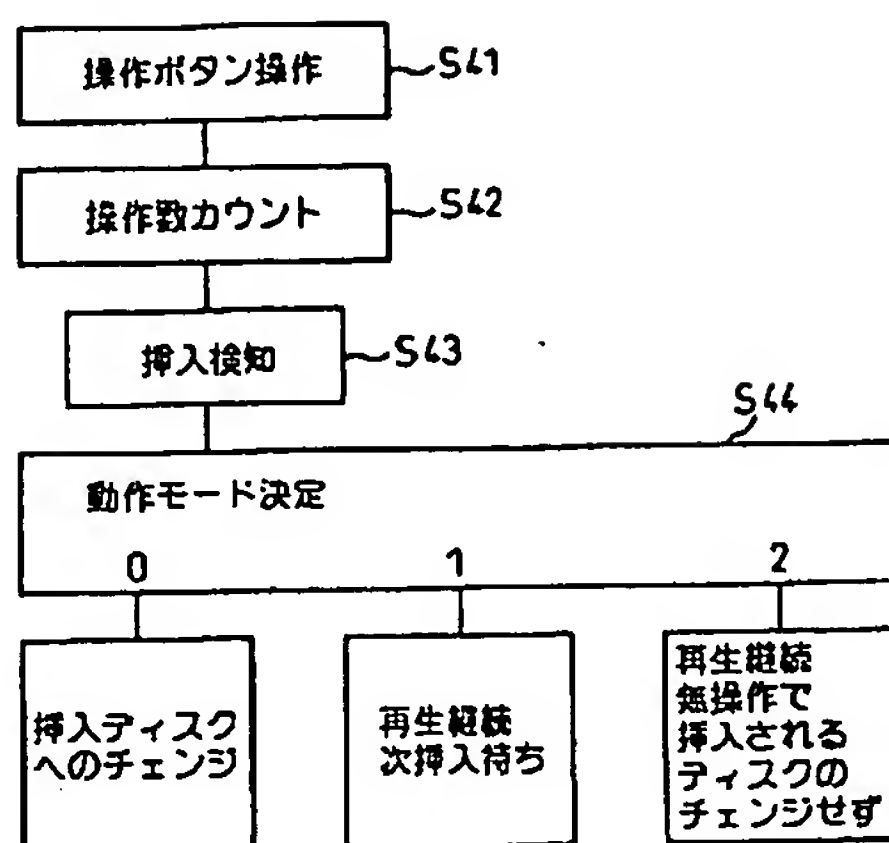 操作ボタン操作
S41
操作数カウント
S42
挿入検知
S43
S44
動作モード決定
0
1
2
挿入ディスク
へのチェンジ
再生継続
次挿入待ち
再生継続
無操作で
挿入される
ディスクの
チェンジせず